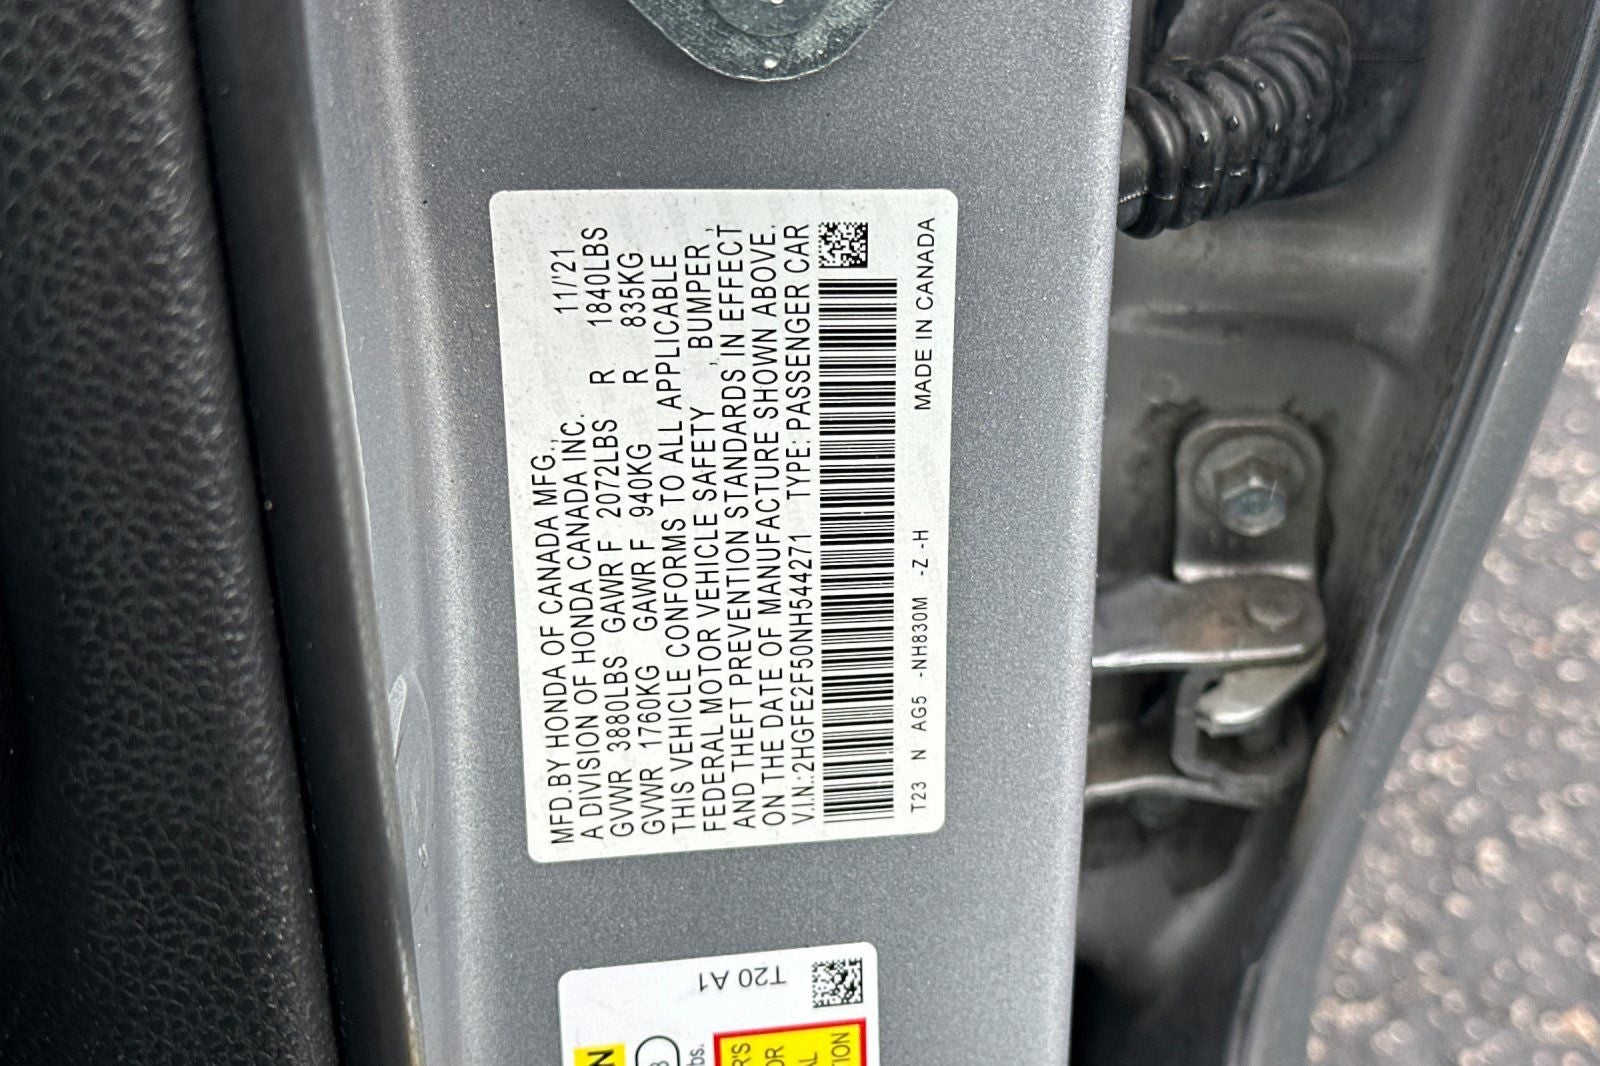 MFD.BY HONDA OF CANADA MFG.,
A DIVISION OF HONDA CANADA INC. 11/'21
GVWR 3880LBS GAWR F 2072LBS R 1840LBS
GVWR 1760KG GAWR F 940KG R 835KG
THIS VEHICLE CONFORMS TO ALL APPLICABLE
FEDERAL MOTOR VEHICLE SAFETY , BUMPER ,
AND THEFT PREVENTION STANDARDS IN EFFECT
ON THE DATE OF MANUFACTURE SHOWN ABOVE.
V.I.N.:2HGFE2F50NH544271 TYPE: PASSENGER CAR
T23 N AG5 -NH830M -Z -H MADE IN CANADA
T20 A1